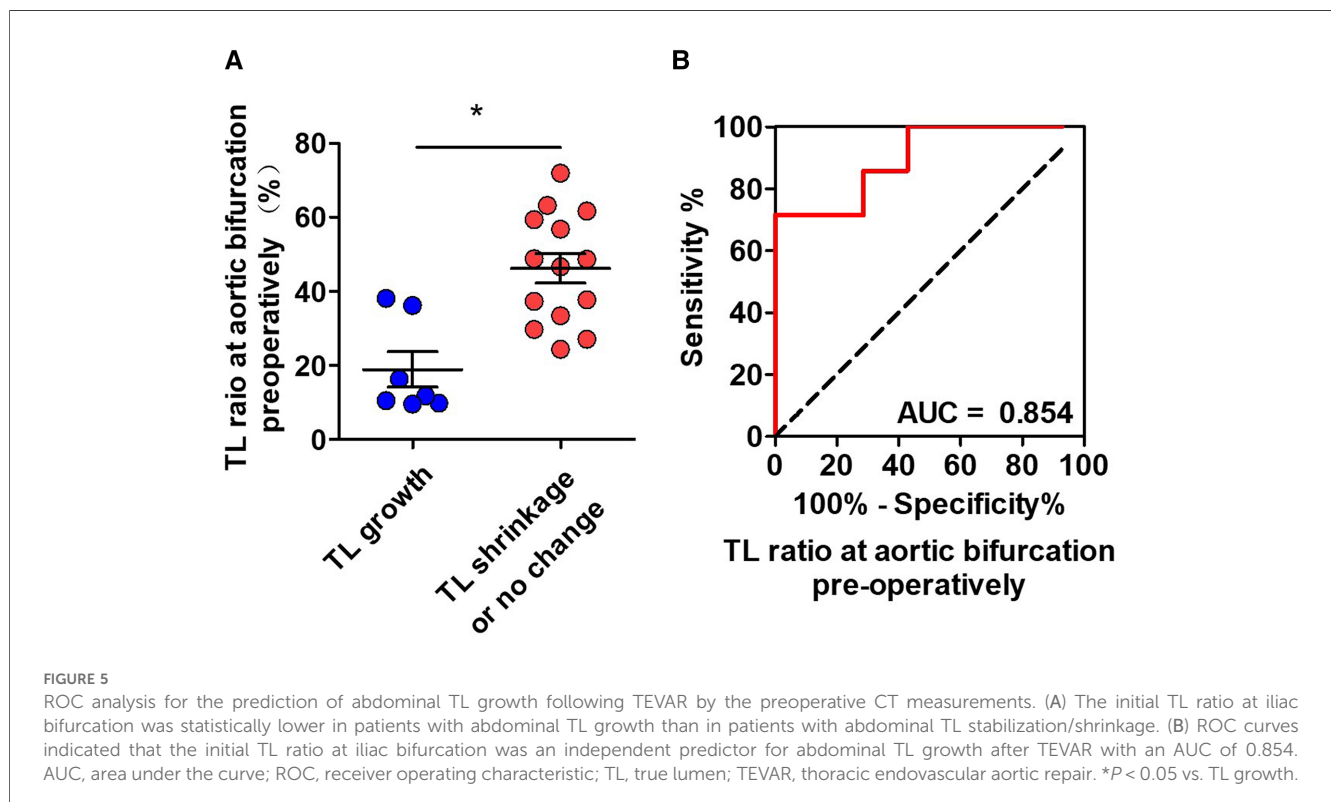 A
TL raio at aortic bifurcation
preoperatively（%）
80
60
40
20
0
*
TL growth
TL shrinkage
or no change
B
Sensitivity %
100
80
60
40
20
0
AUC = 0.854
0 20 40 60 80 100
100% - Specificity%
TL ratio at aortic bifurcation
pre-operatively
FIGURE 5
ROC analysis for the prediction of abdominal TL growth following TEVAR by the preoperative CT measurements. (A) The initial TL ratio at iliac
bifurcation was statistically lower in patients with abdominal TL growth than in patients with abdominal TL stabilization/shrinkage. (B) ROC curves
indicated that the initial TL ratio at iliac bifurcation was an independent predictor for abdominal TL growth after TEVAR with an AUC of 0.854.
AUC, area under the curve; ROC, receiver operating characteristic; TL, true lumen; TEVAR, thoracic endovascular aortic repair. *P < 0.05 vs. TL growth.